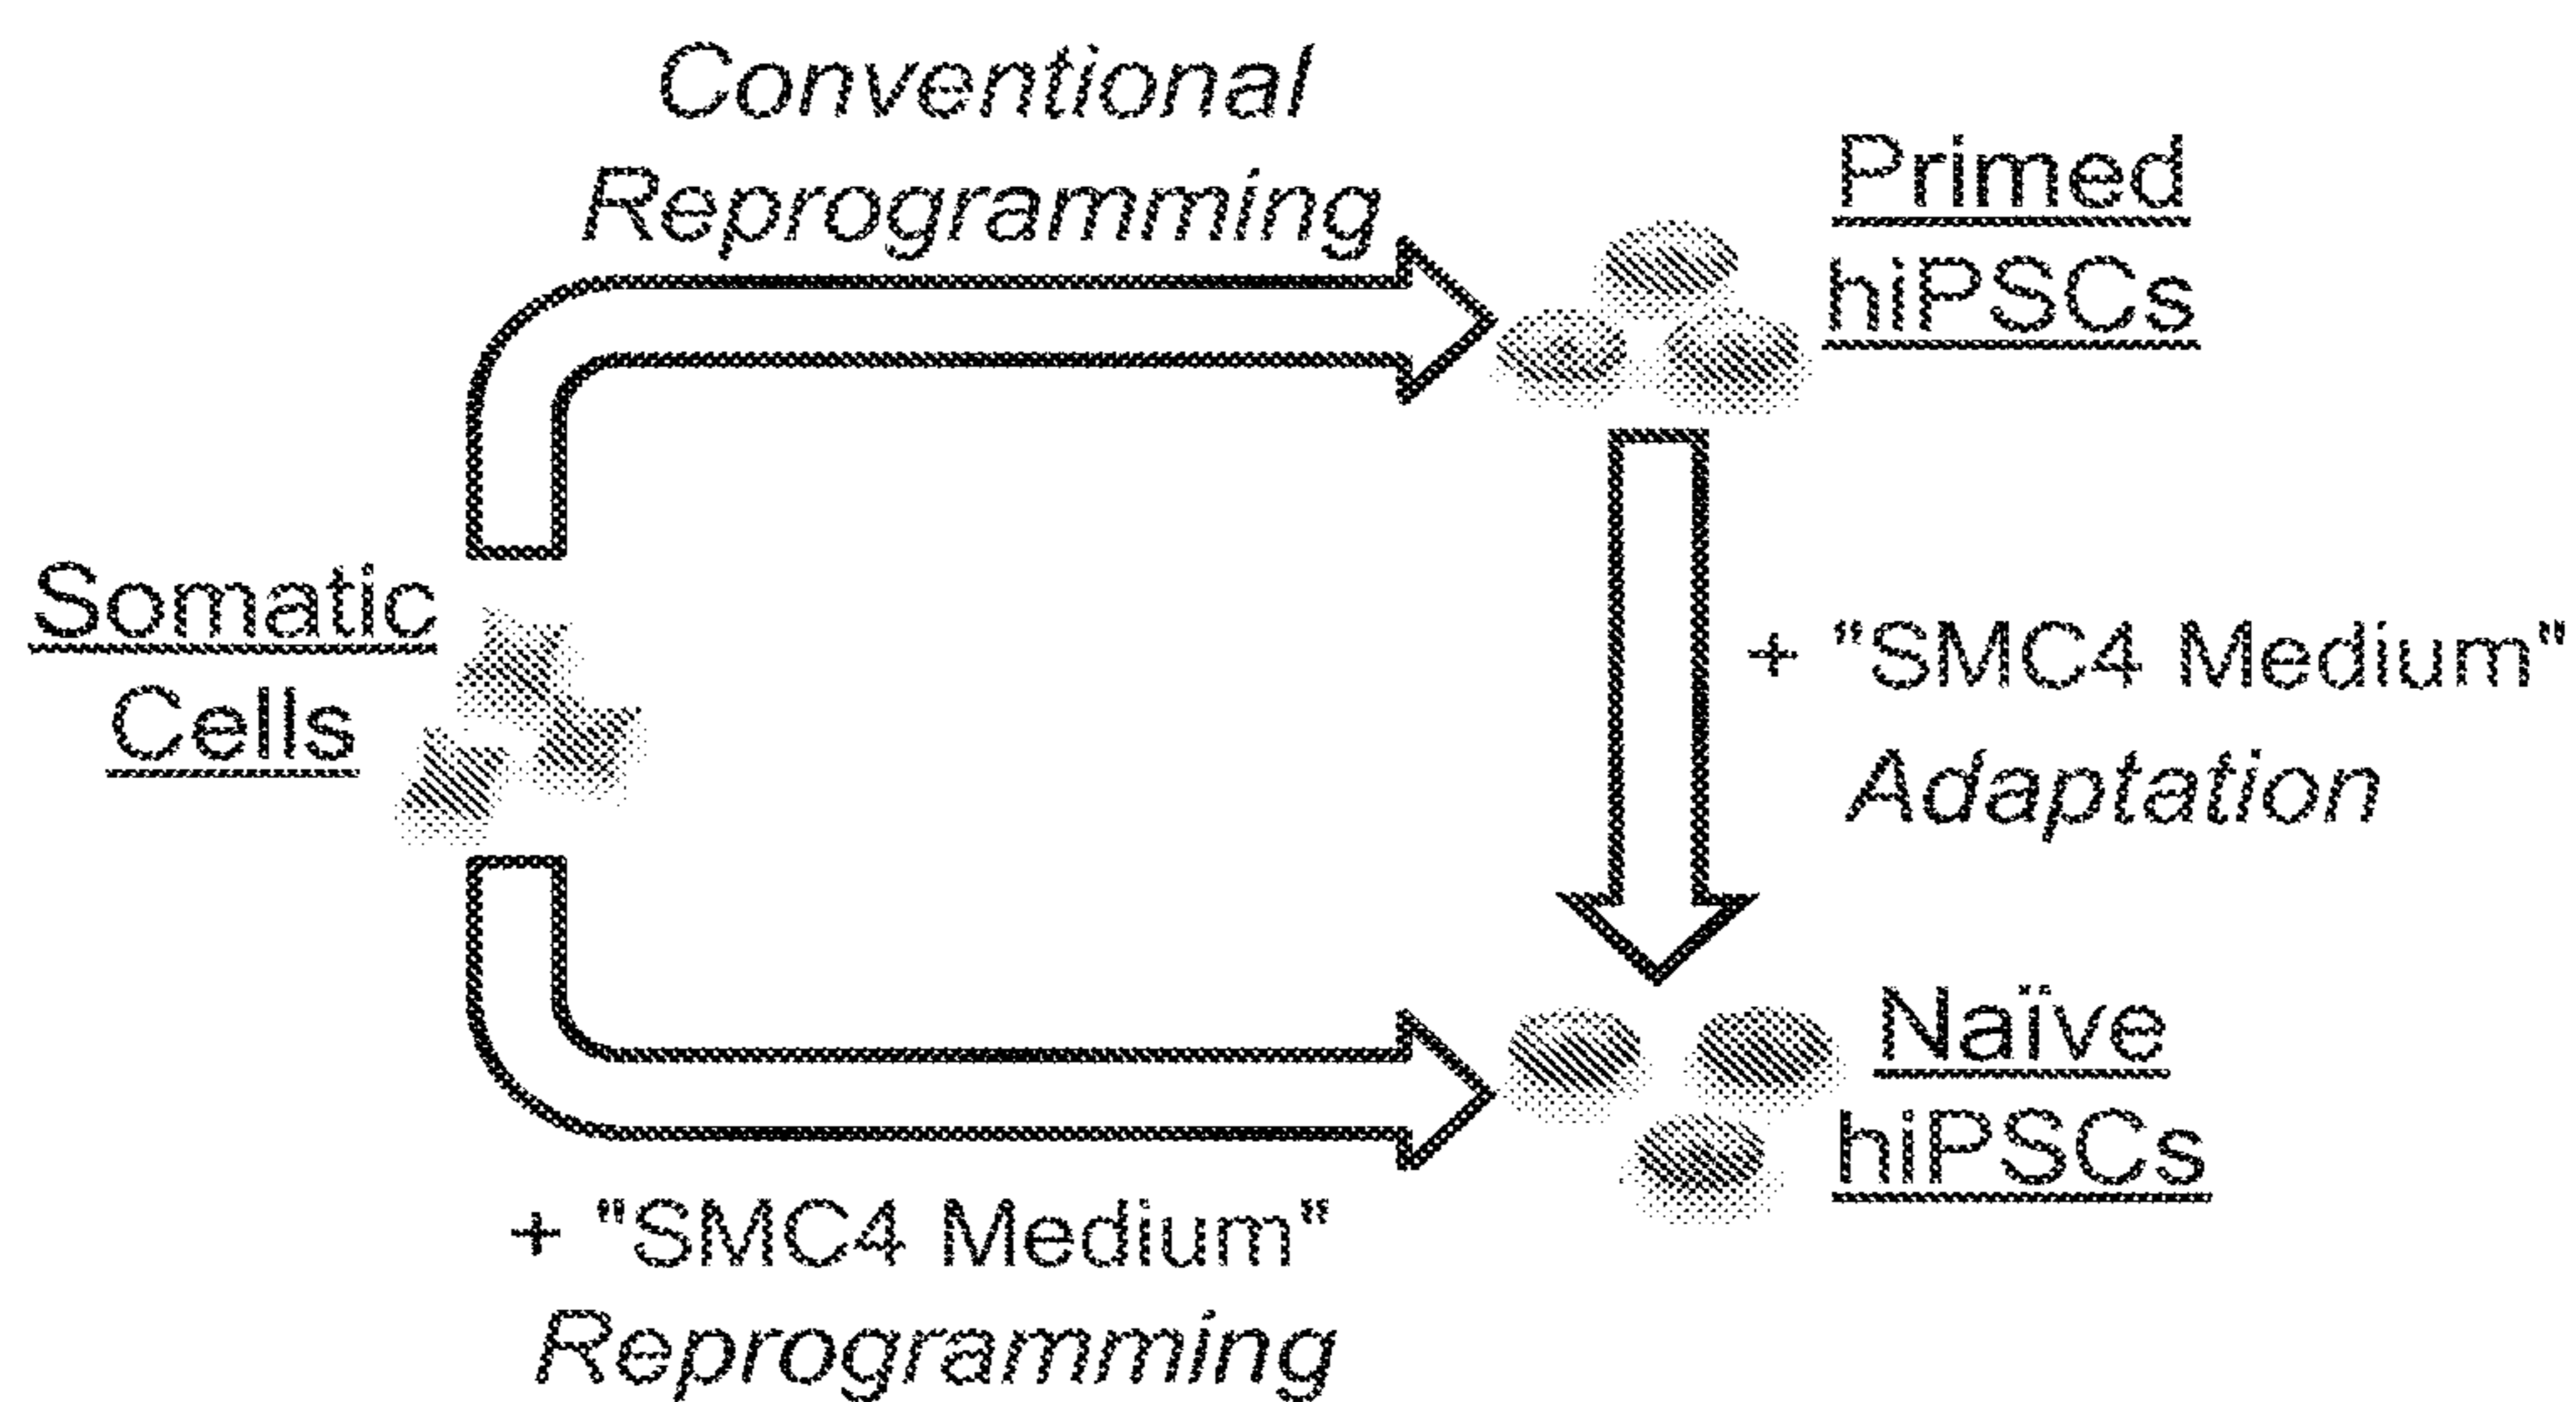 Conventional
Reprogramming
Primed
hiPSCs
Somatic
Cells
+ "SMC4 Medium"
Adaptation
Naïve
hiPSCs
+ "SMC4 Medium"
Reprogramming